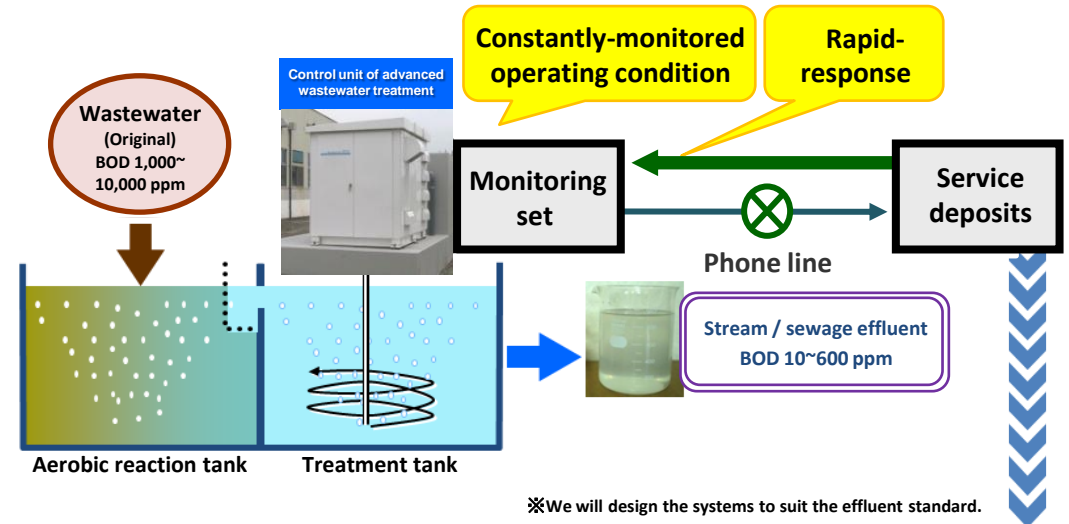 Constantly-monitored
operating condition
Rapid-
response
Control unit of advanced
wastewater treatment
Wastewater
(Original)
BOD 1,000~
10,000 ppm
Monitoring
set
Service
deposits
Phone line
Stream / sewage effluent
BOD 10~600 ppm
Aerobic reaction tank
Treatment tank
※We will design the systems to suit the effluent standard.